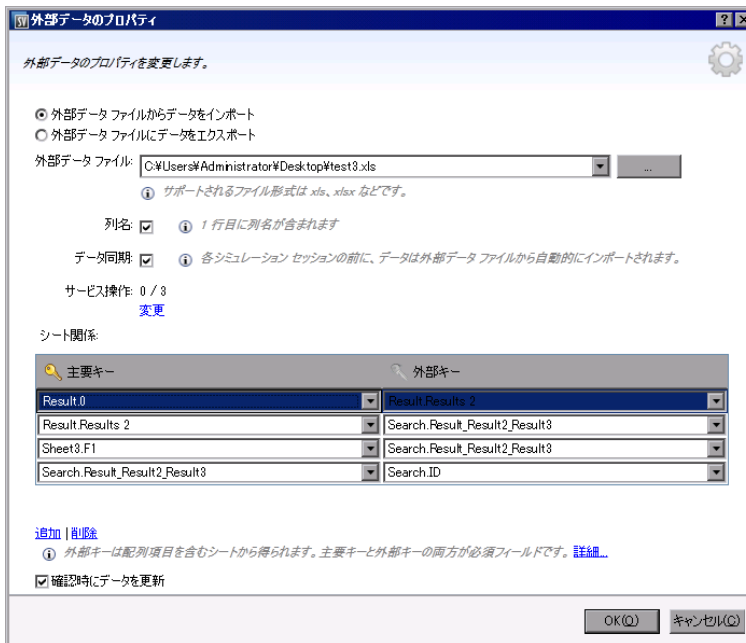 SV 外部データのプロパティ
外部データのプロパティを変更します。
外部データ ファイルからデータをインポート
外部データ ファイルにデータをエクスポート
外部データ ファイル: C:¥Users¥Administrator¥Desktop¥test3.xls ...
サポートされるファイル形式は xls、xlsx などです。
列名: 1 行目に列名が含まれます
データ同期: 各シミュレーション セッションの前に、データは外部データ ファイルから自動的にインポートされます。
サービス操作: 0 / 3
変更
シート関係:
主要キー 外部キー
Result.0 Result.Results 2
Result.Results 2 Search.Result_Result2_Result3
Sheet3.F1 Search.Result_Result2_Result3
Search.Result_Result2_Result3 Search.ID
追加 | 削除
外部キーは配列項目を含むシートから得られます。主要キーと外部キーの両方が必須フィールドです。 詳細...
確認時にデータを更新
OK(O) キャンセル(C)